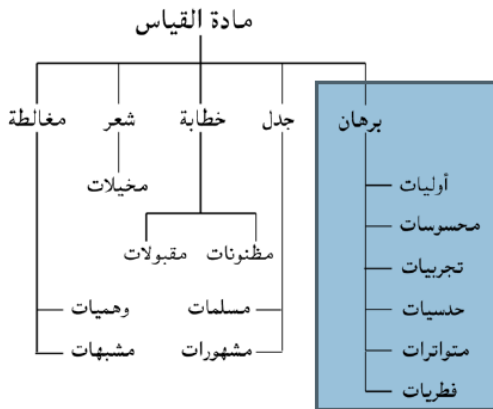 مادة القياس
برهان جدل خطابة شعر مغالطة
أوليات مخيلات
محسوسات
مظنونات مقبولات
تجربيات
حدسيات مسلمات وهميات
متواترات مشهورات مشبهات
فطريات